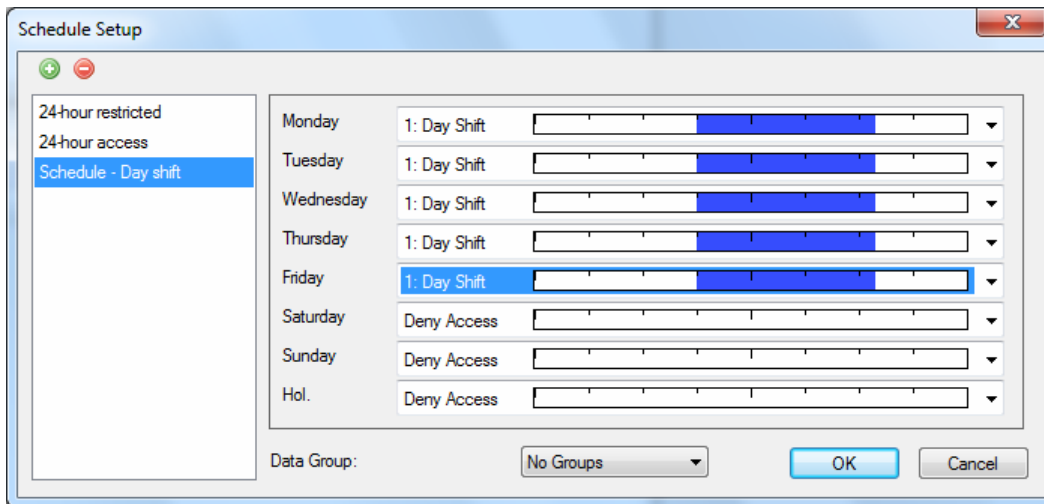 Schedule Setup
24-hour restricted
24-hour access
Schedule - Day shift
Monday 1: Day Shift
Tuesday 1: Day Shift
Wednesday 1: Day Shift
Thursday 1: Day Shift
Friday 1: Day Shift
Saturday Deny Access
Sunday Deny Access
Hol. Deny Access
Data Group: No Groups OK Cancel